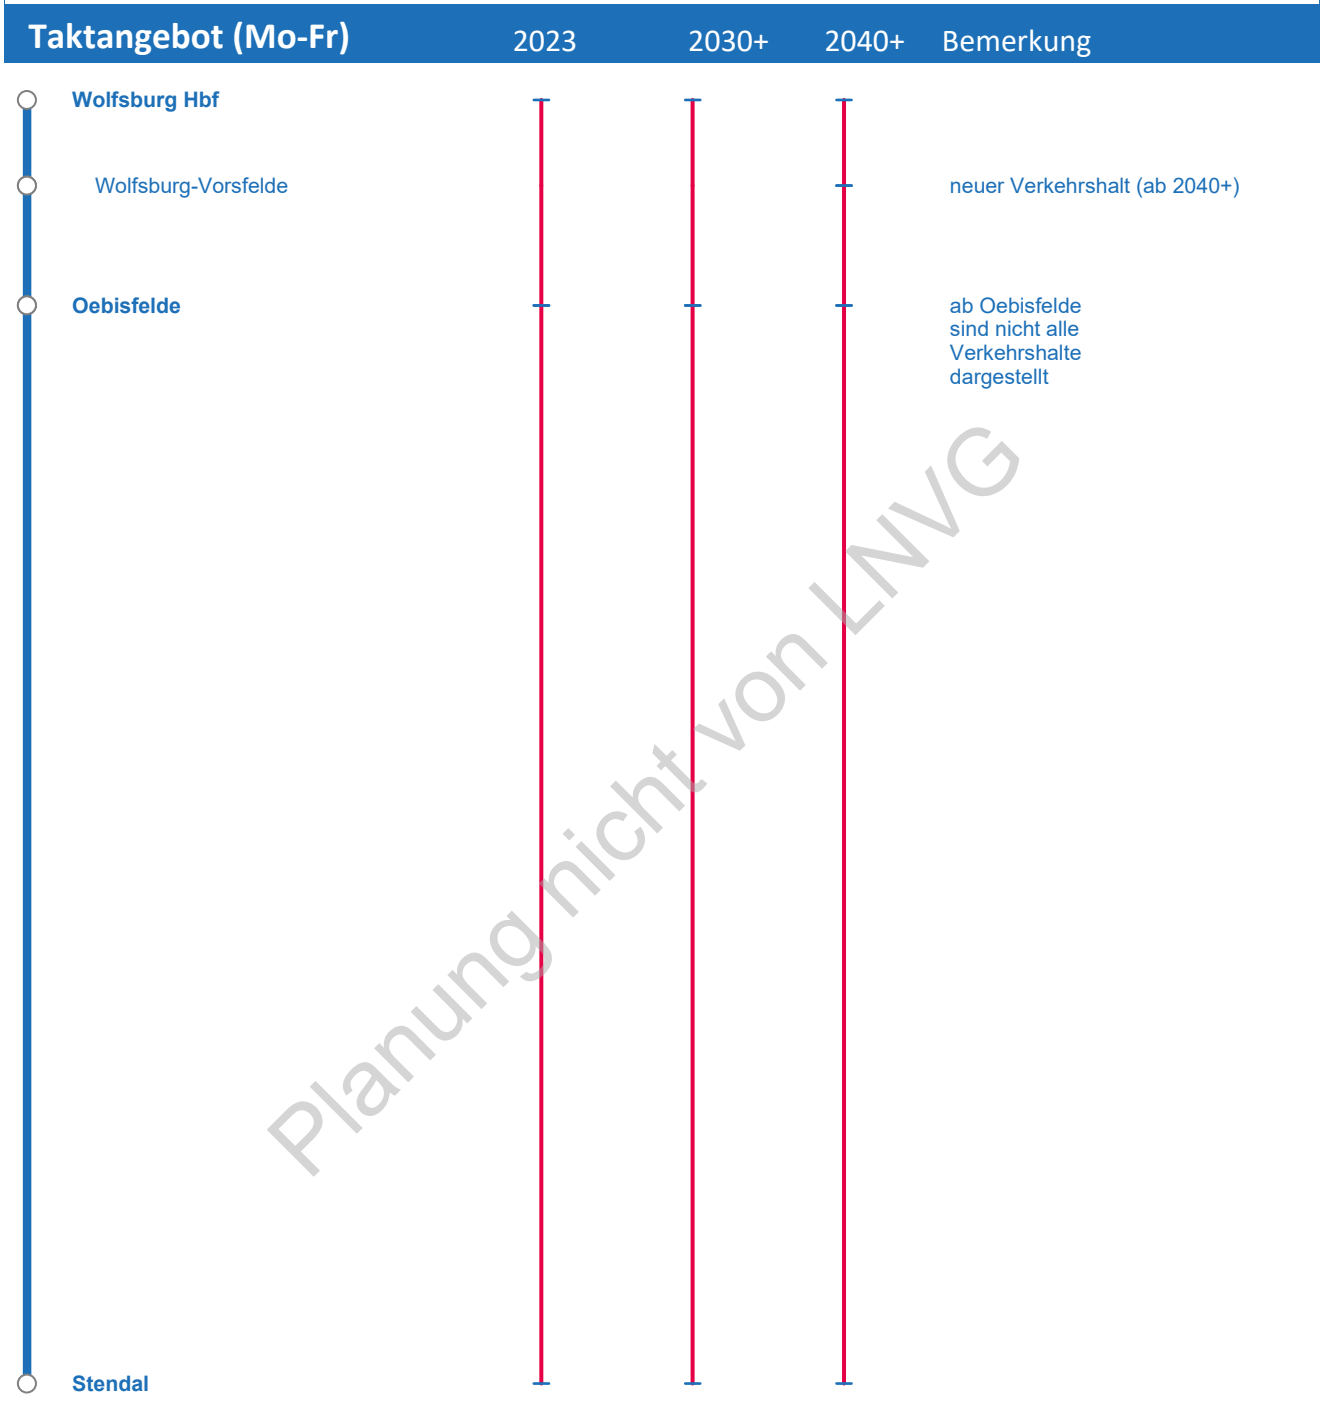 Taktangebot (Mo-Fr) 2023 2030+ 2040+ Bemerkung
Wolfsburg Hbf
Wolfsburg-Vorsfelde neuer Verkehrshalt (ab 2040+)
Oebisfelde ab Oebisfelde
sind nicht alle
Verkehrshalte
dargestellt
Planung nicht von LNVG
Stendal